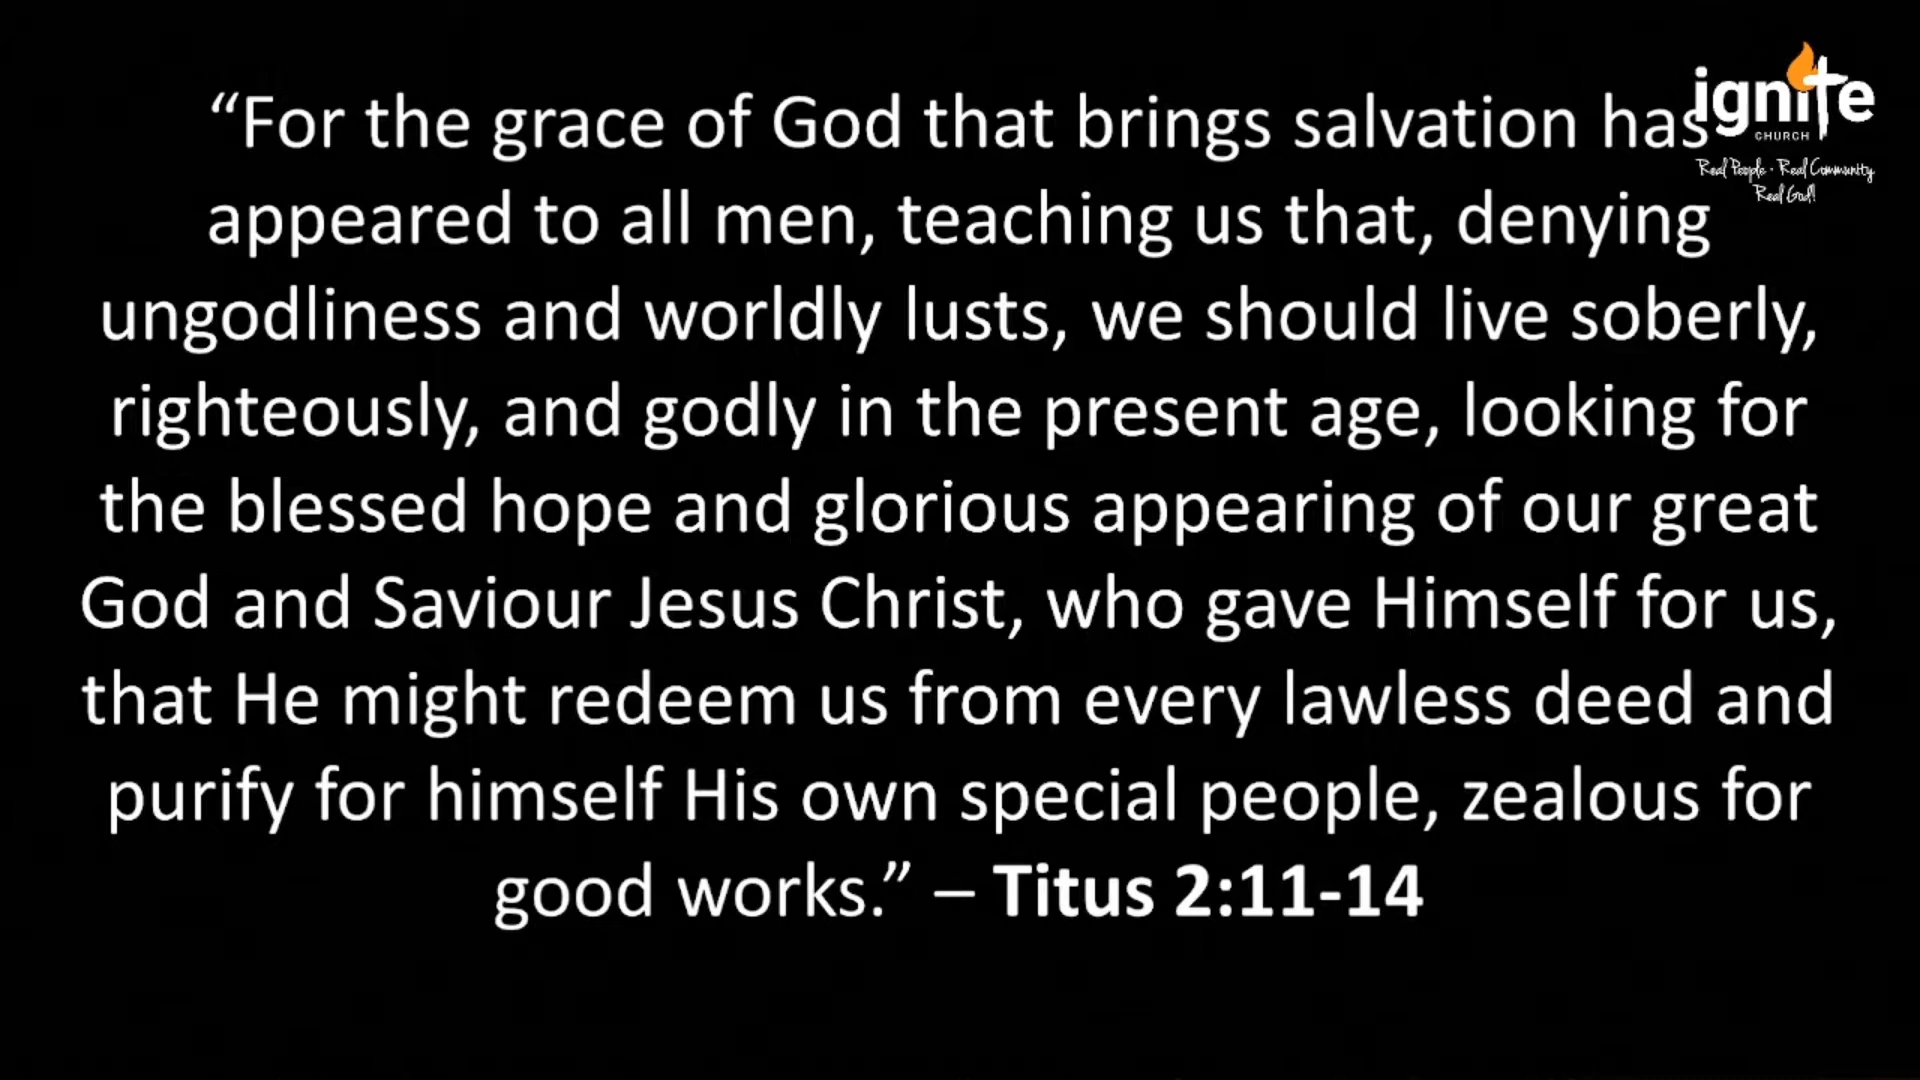 “For the grace of God that brings salvation has
appeared to all men, teaching us that, denying
ungodliness and worldly lusts, we should live soberly,
righteously, and godly in the present age, looking for
the blessed hope and glorious appearing of our great
God and Saviour Jesus Christ, who gave Himself for us,
that He might redeem us from every lawless deed and
purify for himself His own special people, zealous for
good works.” – Titus 2:11-14
ignite
CHURCH
Real People · Real Community
Real God!